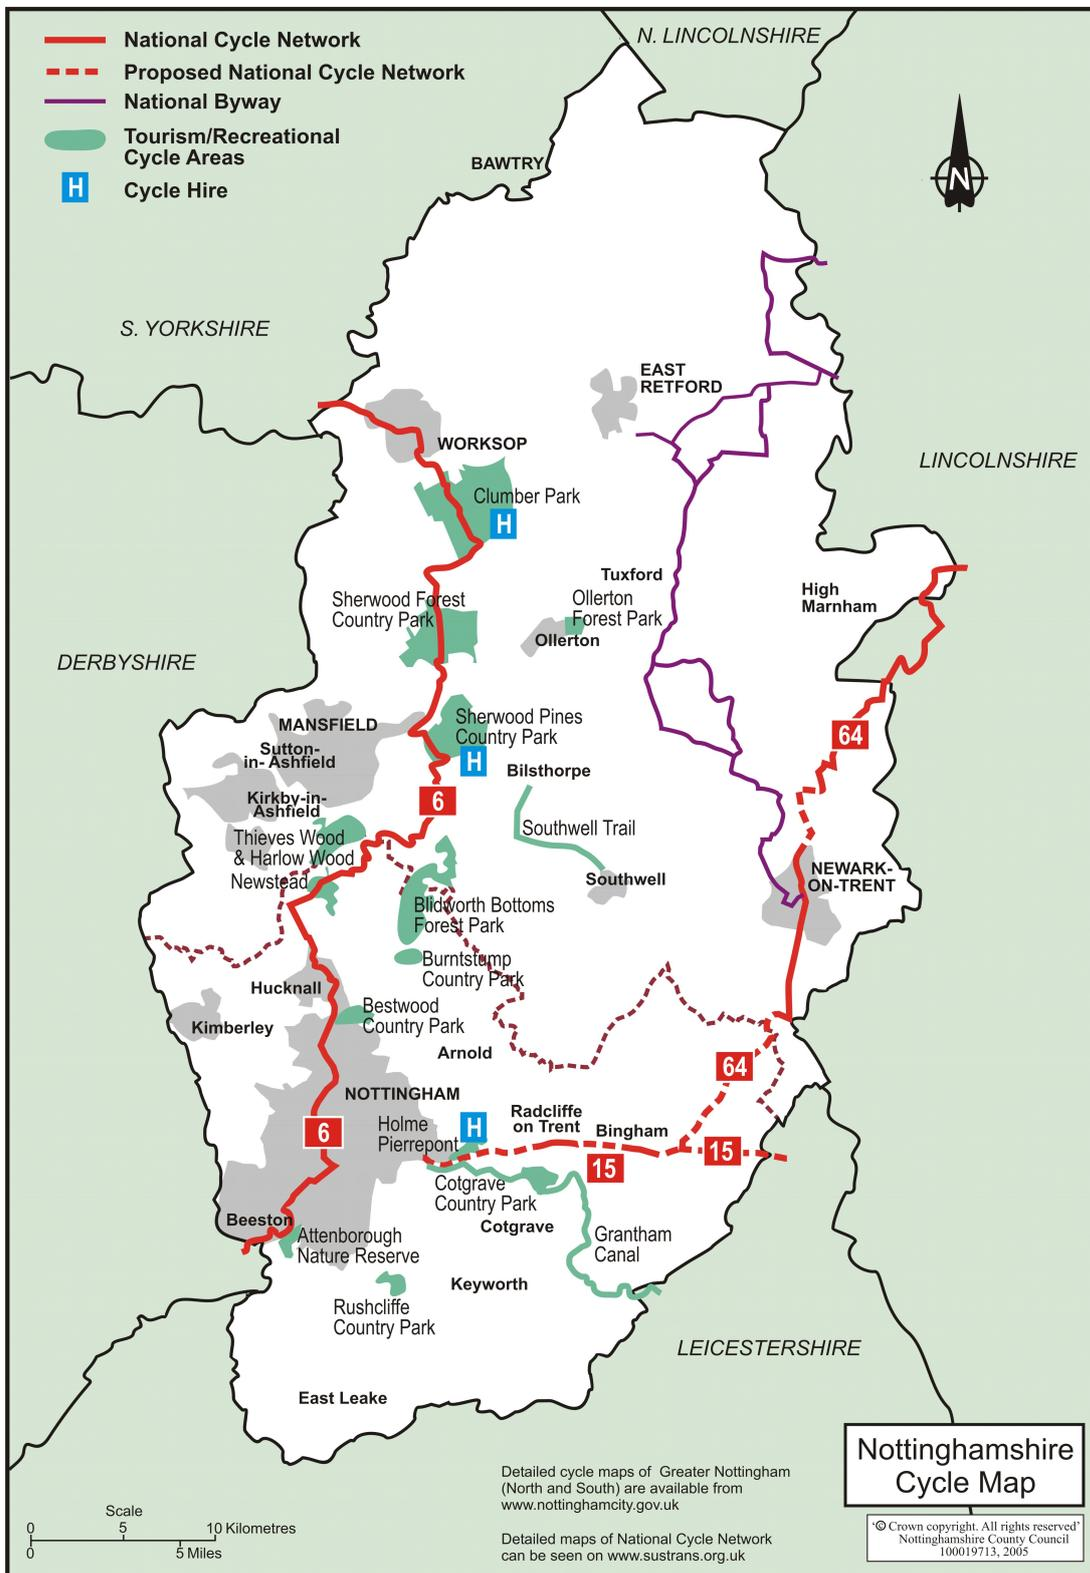 N. LINCOLNSHIRE
National Cycle Network
Proposed National Cycle Network
National Byway
Tourism/Recreational
Cycle Areas
H
Cycle Hire
BAWTRY
N
S. YORKSHIRE
EAST
RETFORD
WORKSOP
LINCOLNSHIRE
Clumber Park
H
Tuxford
High
Marnham
Sherwood Forest
Country Park
Ollerton
Forest Park
Ollerton
DERBYSHIRE
MANSFIELD
Sherwood Pines
Country Park
H
64
Sutton-
in-Ashfield
Bilsthorpe
Kirkby-in-
Ashfield
6
Southwell Trail
Thieves Wood
& Harlow Wood
Newstead
Southwell
NEWARK-
ON-TRENT
Blidworth Bottoms
Forest Park
Burntstump
Country Park
Hucknall
Bestwood
Country Park
Kimberley
Arnold
64
NOTTINGHAM
Holme
Pierrepont
H
Radcliffe
on Trent
Bingham
6
15
15
Cotgrave
Country Park
Cotgrave
Beeston
Attenborough
Nature Reserve
Grantham
Canal
Keyworth
Rushcliffe
Country Park
LEICESTERSHIRE
East Leake
Nottinghamshire
Cycle Map
Detailed cycle maps of Greater Nottingham
(North and South) are available from
www.nottinghamcity.gov.uk
Detailed maps of National Cycle Network
can be seen on www.sustrans.org.uk
Scale
0 5 10 Kilometres
0 5 Miles
'© Crown copyright. All rights reserved'
Nottinghamshire County Council
100019713, 2005